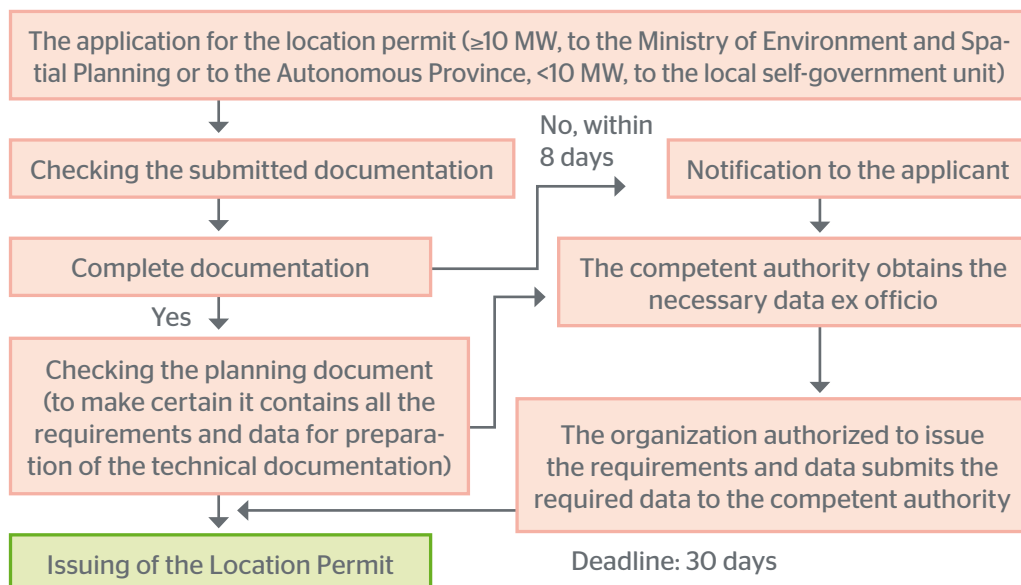 The application for the location permit (≥10 MW, to the Ministry of Environment and Spa-
tial Planning or to the Autonomous Province, <10 MW, to the local self-government unit)
Checking the submitted documentation
No, within
8 days
Notification to the applicant
Complete documentation
The competent authority obtains the
necessary data ex officio
Yes
Checking the planning document
(to make certain it contains all the
requirements and data for prepara-
tion of the technical documentation)
The organization authorized to issue
the requirements and data submits the
required data to the competent authority
Issuing of the Location Permit
Deadline: 30 days